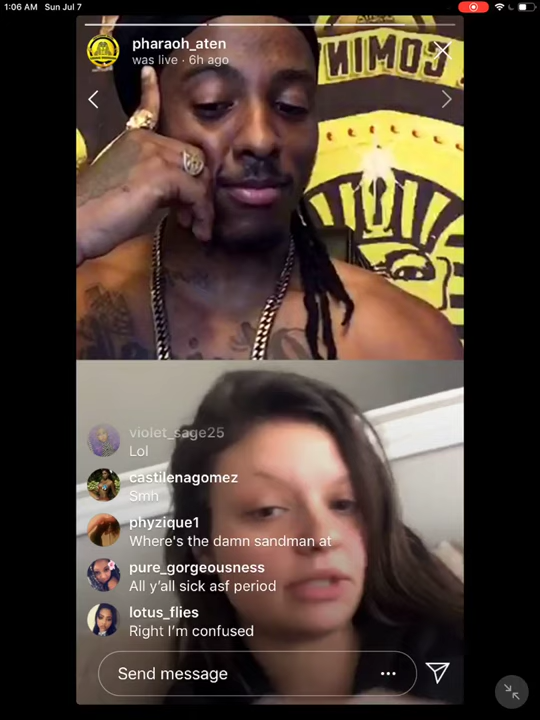 1:06 AM Sun Jul 7
pharaoh_aten
was live · 6h ago
COMIN
violet_sage25
Lol
castilenagomez
Smh
phyzique1
Where's the damn sandman at
pure_gorgeousness
All y'all sick asf period
lotus_flies
Right I'm confused
Send message